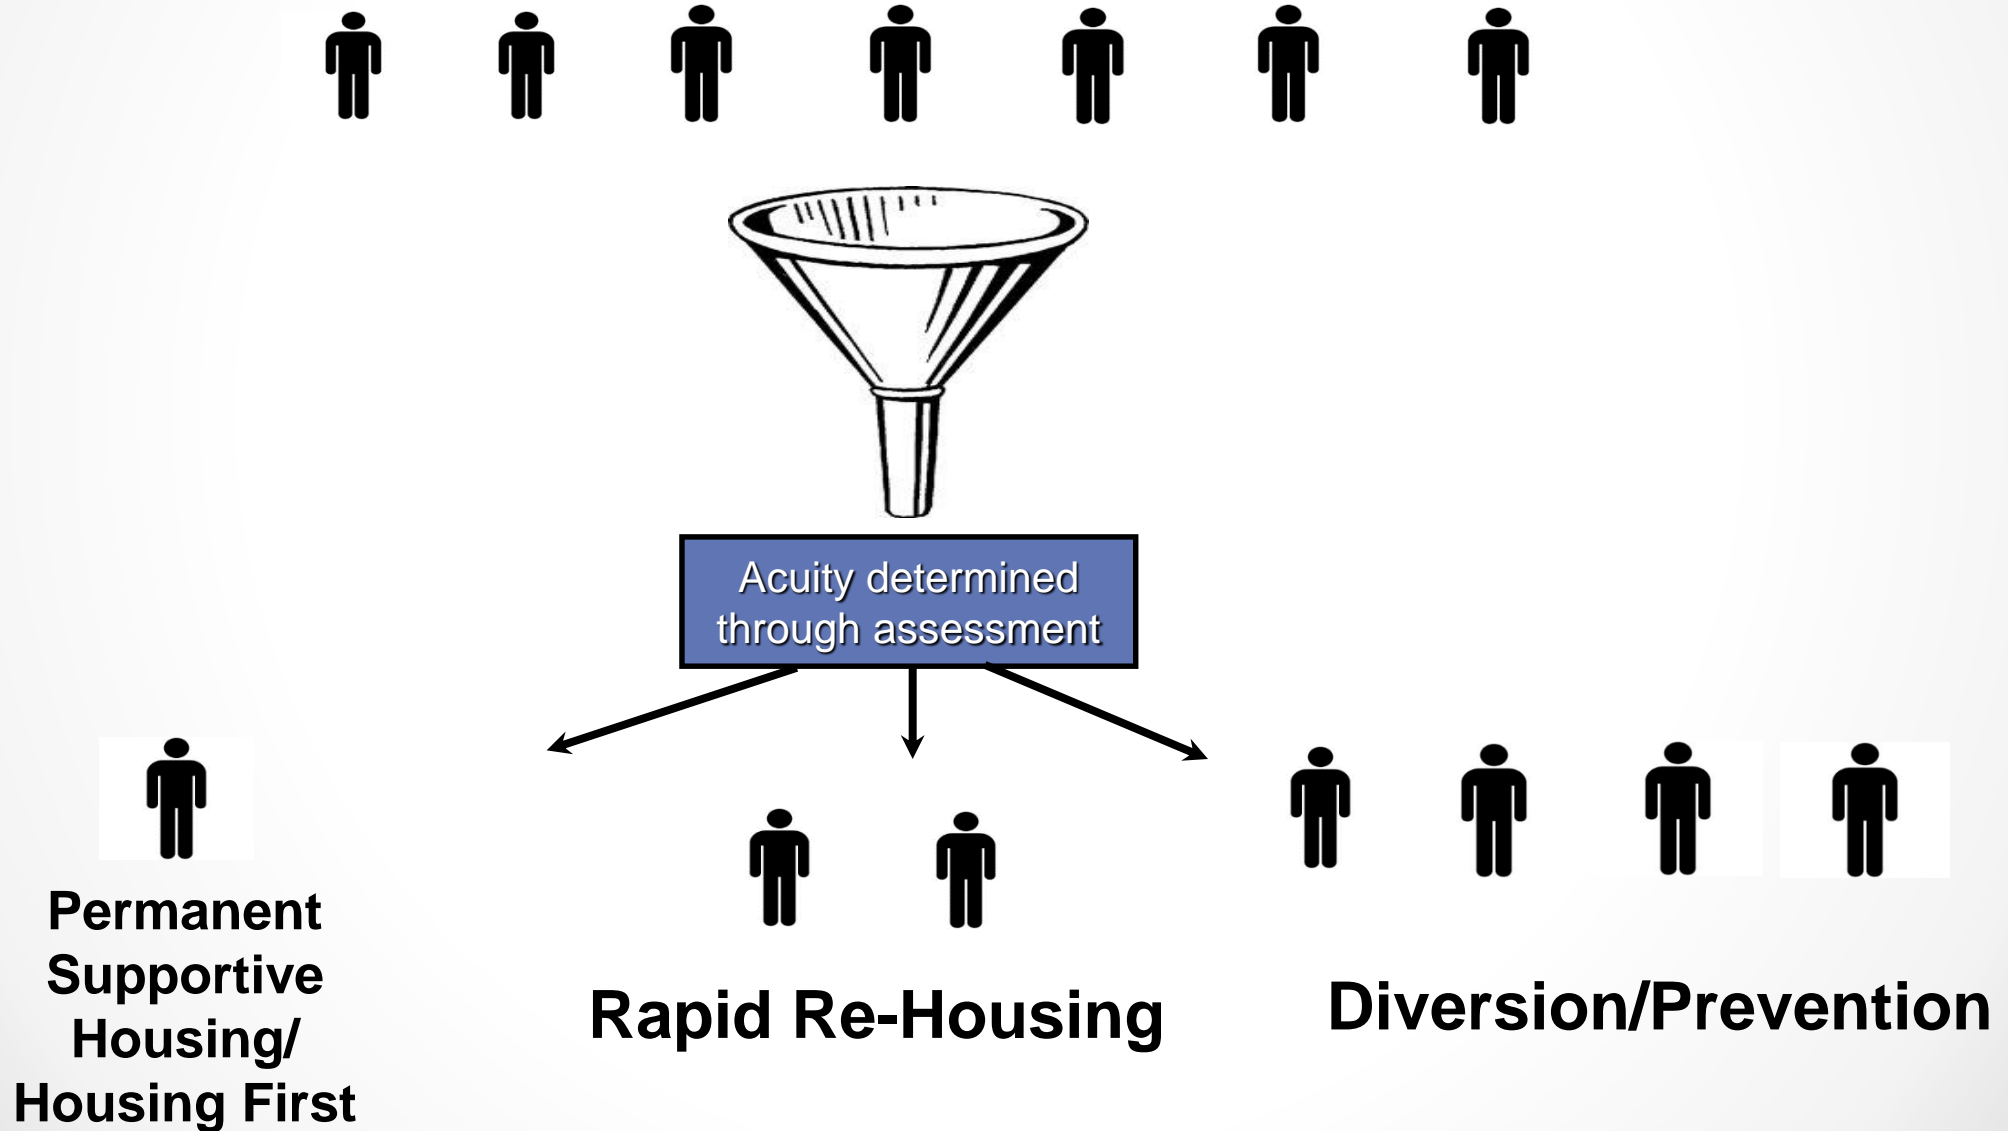 Acuity determined
through assessment
Permanent
Supportive
Housing/
Housing First
Rapid Re-Housing
Diversion/Prevention